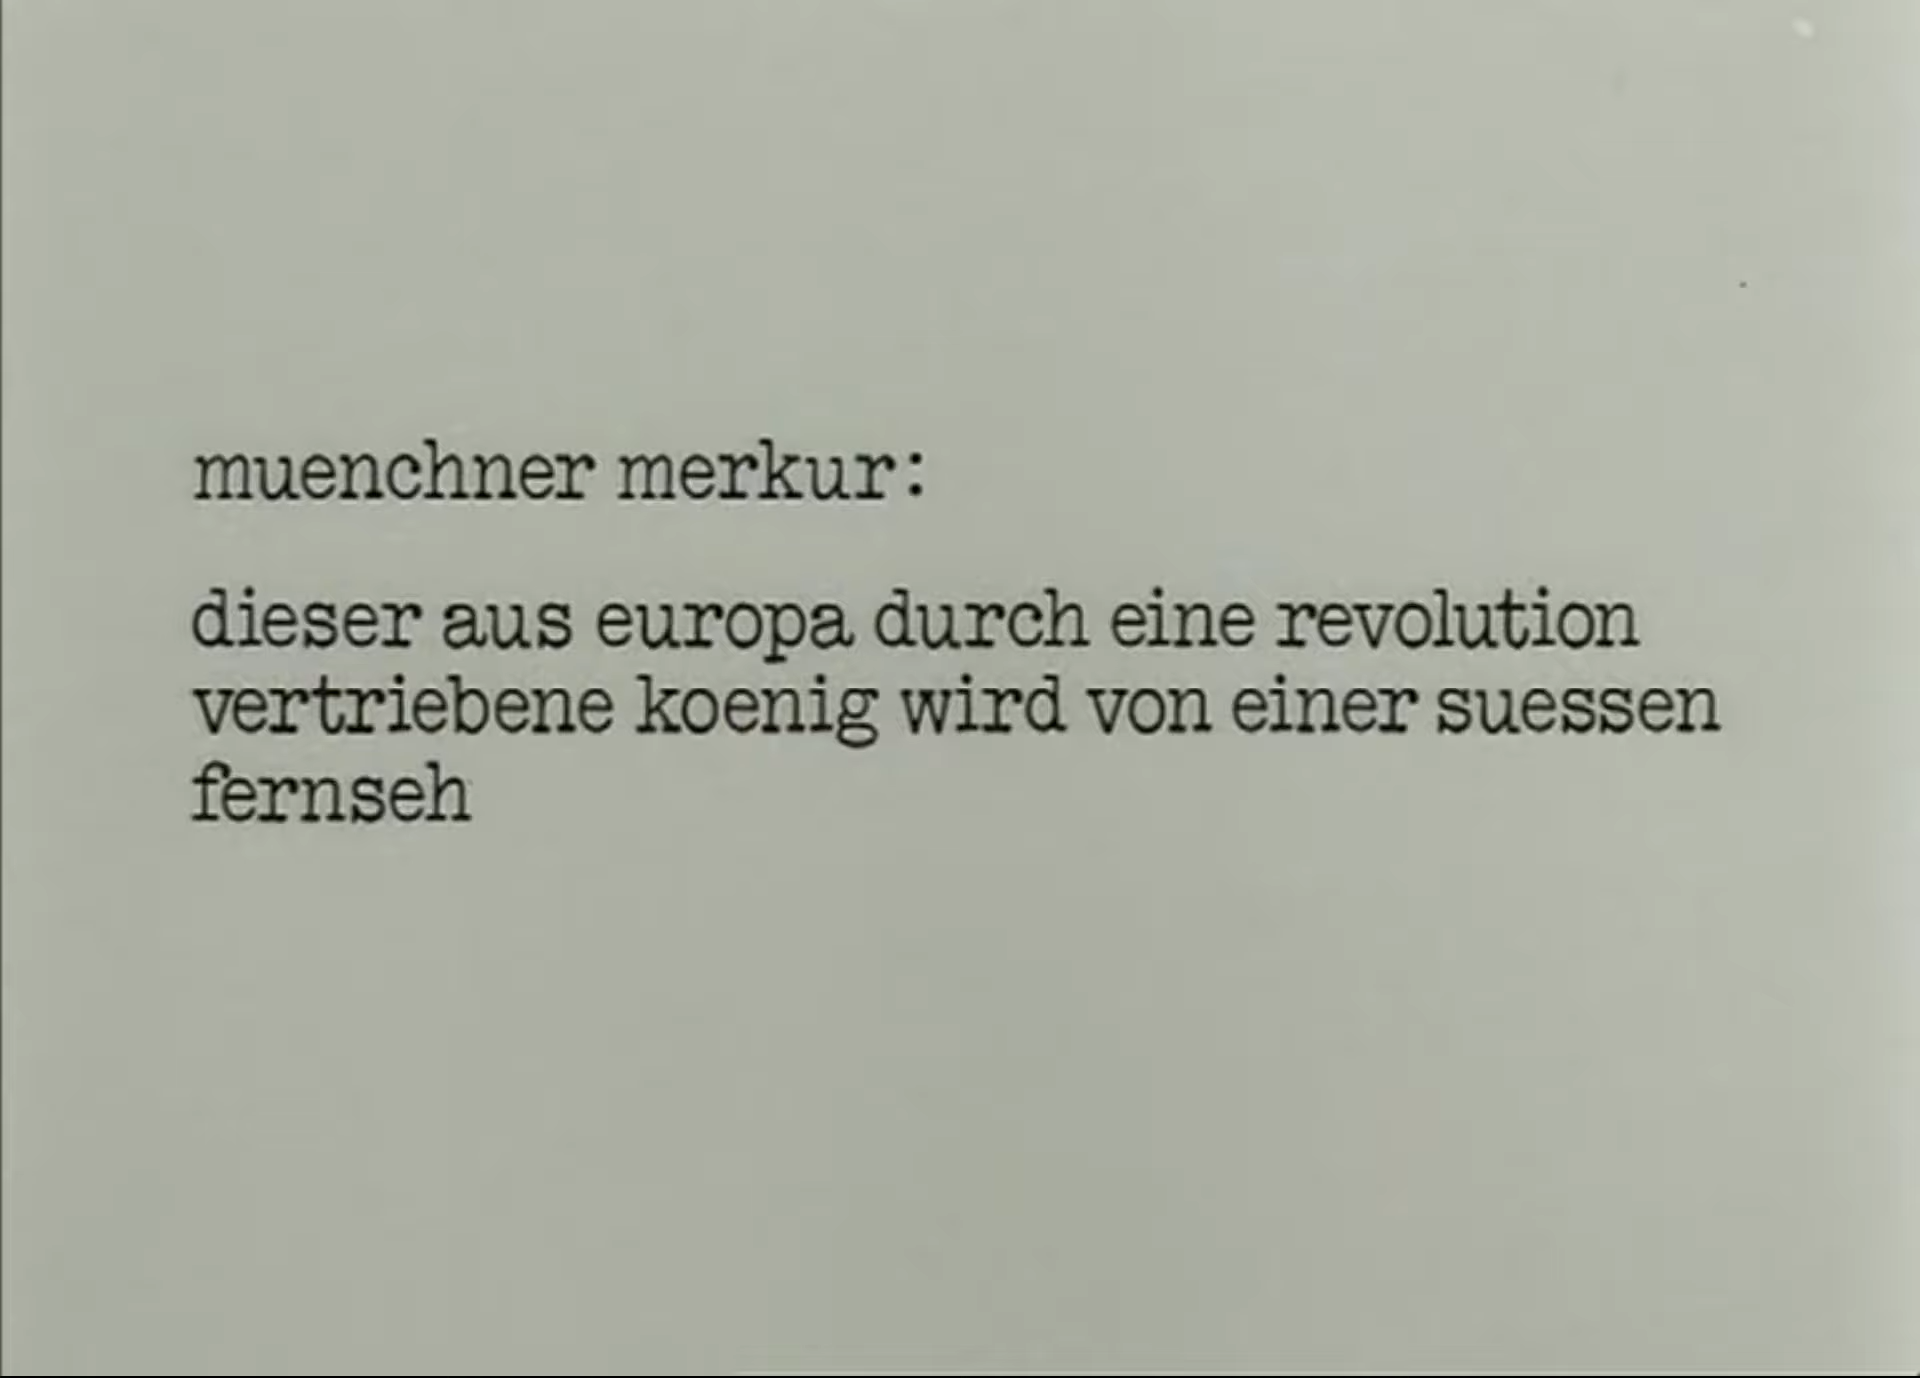 muenchner merkur:
dieser aus europa durch eine revolution
vertriebene koenig wird von einer suessen
fernseh